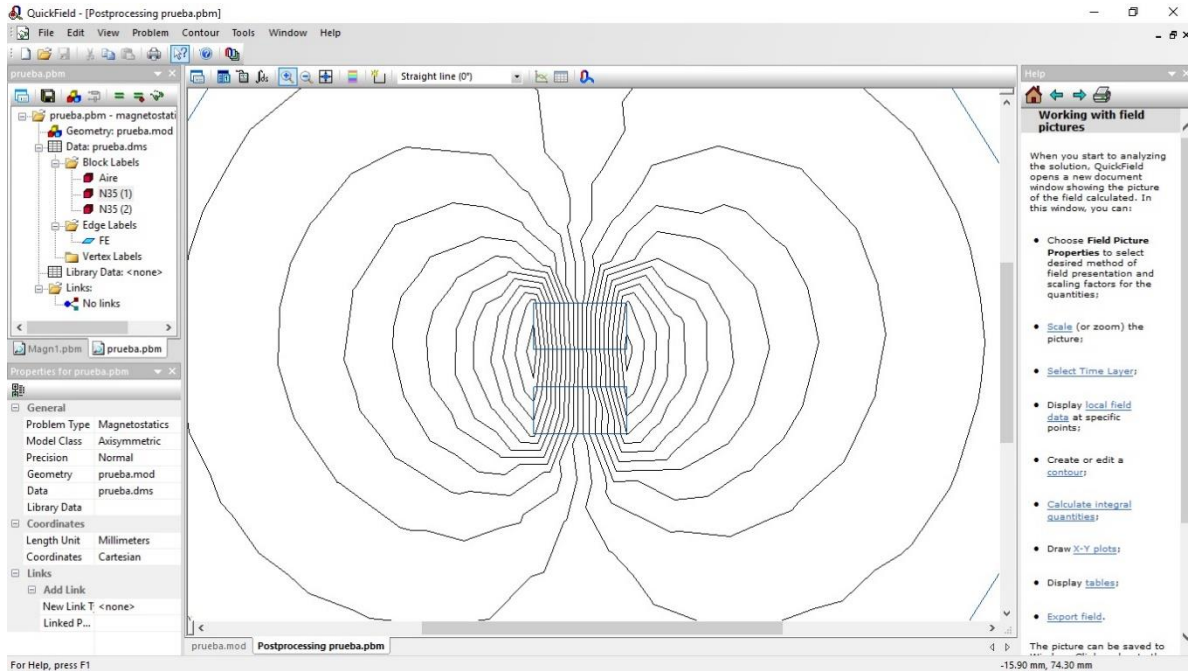 QuickField - [Postprocessing prueba.pbm]
File Edit View Problem Contour Tools Window Help
prueba.pbm
prueba.pbm - magnetostati
Geometry: prueba.mod
Data: prueba.dms
Block Labels
Aire
N35 (1)
N35 (2)
Edge Labels
FE
Vertex Labels
Library Data: <none>
Links:
No links
Magn1.pbm prueba.pbm
Properties for prueba.pbm
General
Problem Type Magnetostatics
Model Class Axisymmetric
Precision Normal
Geometry prueba.mod
Data prueba.dms
Library Data
Coordinates
Length Unit Millimeters
Coordinates Cartesian
Links
Add Link
New Link T <none>
Linked P...
Straight line (0°)
prueba.mod Postprocessing prueba.pbm
Help
Working with field
pictures
When you start to analyzing
the solution, QuickField
opens a new document
window showing the picture
of the field calculated. In
this window, you can:
Choose Field Picture
Properties to select
desired method of
field presentation and
scaling factors for the
quantities;
Scale (or zoom) the
picture;
Select Time Layer;
Display local field
data at specific
points;
Create or edit a
contour;
Calculate integral
quantities;
Draw X-Y plots;
Display tables;
Export field.
The picture can be saved to
For Help, press F1
-15.90 mm, 74.30 mm